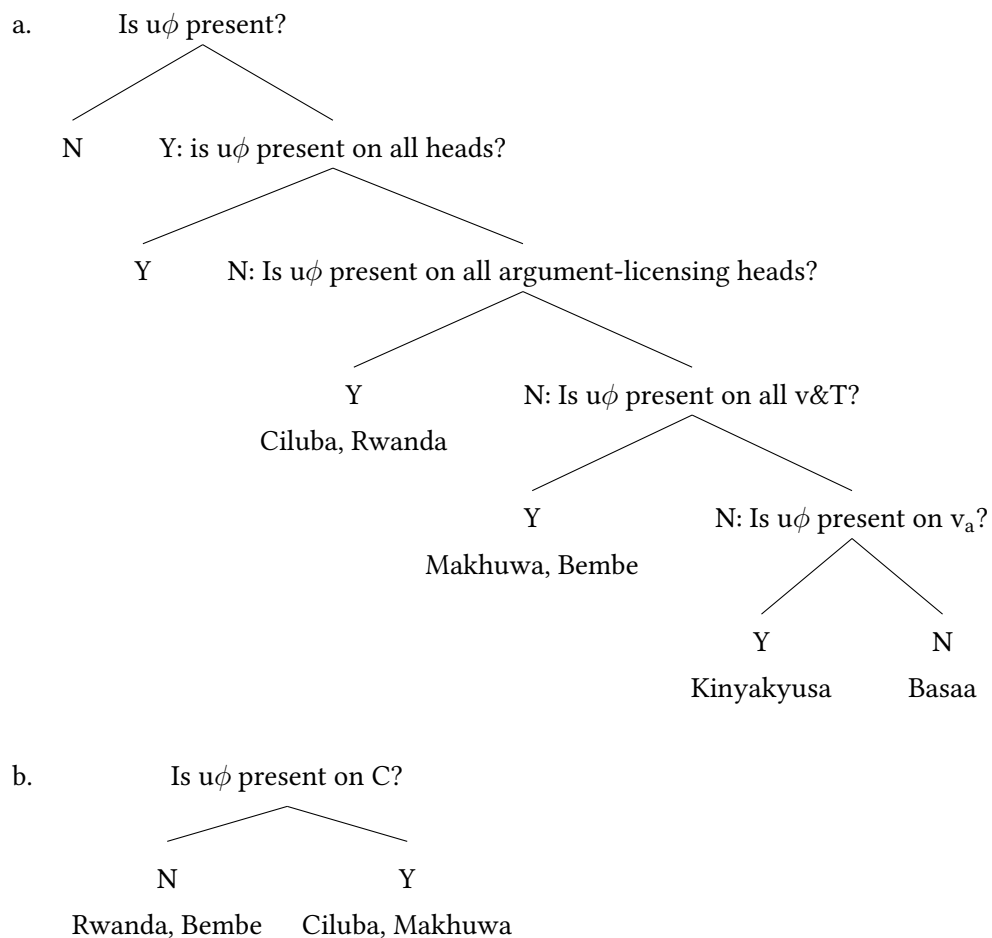 a. Is uϕ present?
N Y: is uϕ present on all heads?
Y N: Is uϕ present on all argument-licensing heads?
Y N: Is uϕ present on all v&T?
Ciluba, Rwanda
Y N: Is uϕ present on vₐ?
Makhuwa, Bembe
Y N
Kinyakyusa Basaa
b. Is uϕ present on C?
N Y
Rwanda, Bembe Ciluba, Makhuwa